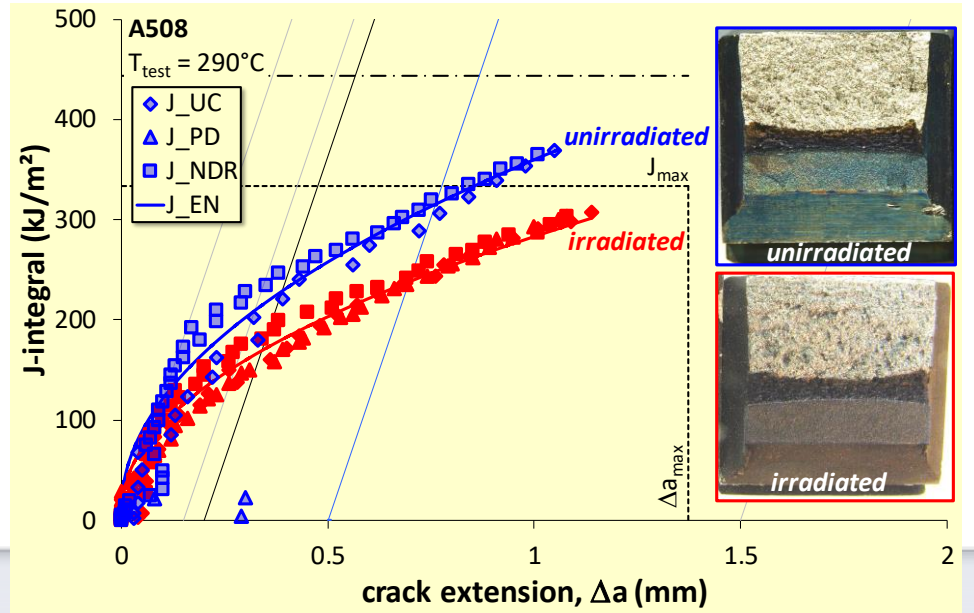 A508
T_test = 290°C
J_UC
J_PD
J_NDR
J_EN
500
400
300
200
100
0
J-integral (kJ/m²)
unirradiated
J_max
irradiated
Δa_max
unirradiated
irradiated
0
0.5
1
1.5
2
crack extension, Δa (mm)